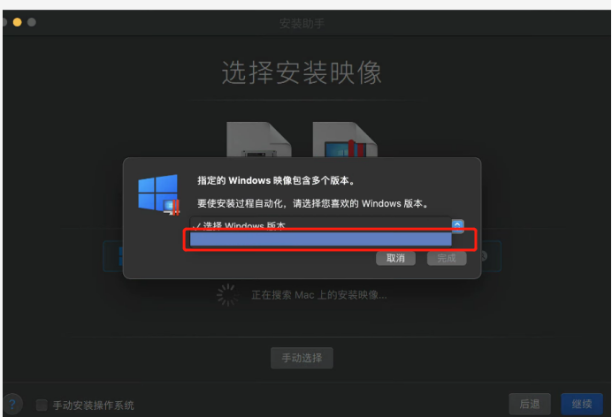 安装助手
选择安装映像
指定的 Windows 映像包含多个版本。
要使安装过程自动化，请选择您喜欢的 Windows 版本。
✓选择 Windows 版本
取消
完成
正在搜索 Mac 上的安装映像...
手动选择
?
手动安装操作系统
后退
继续